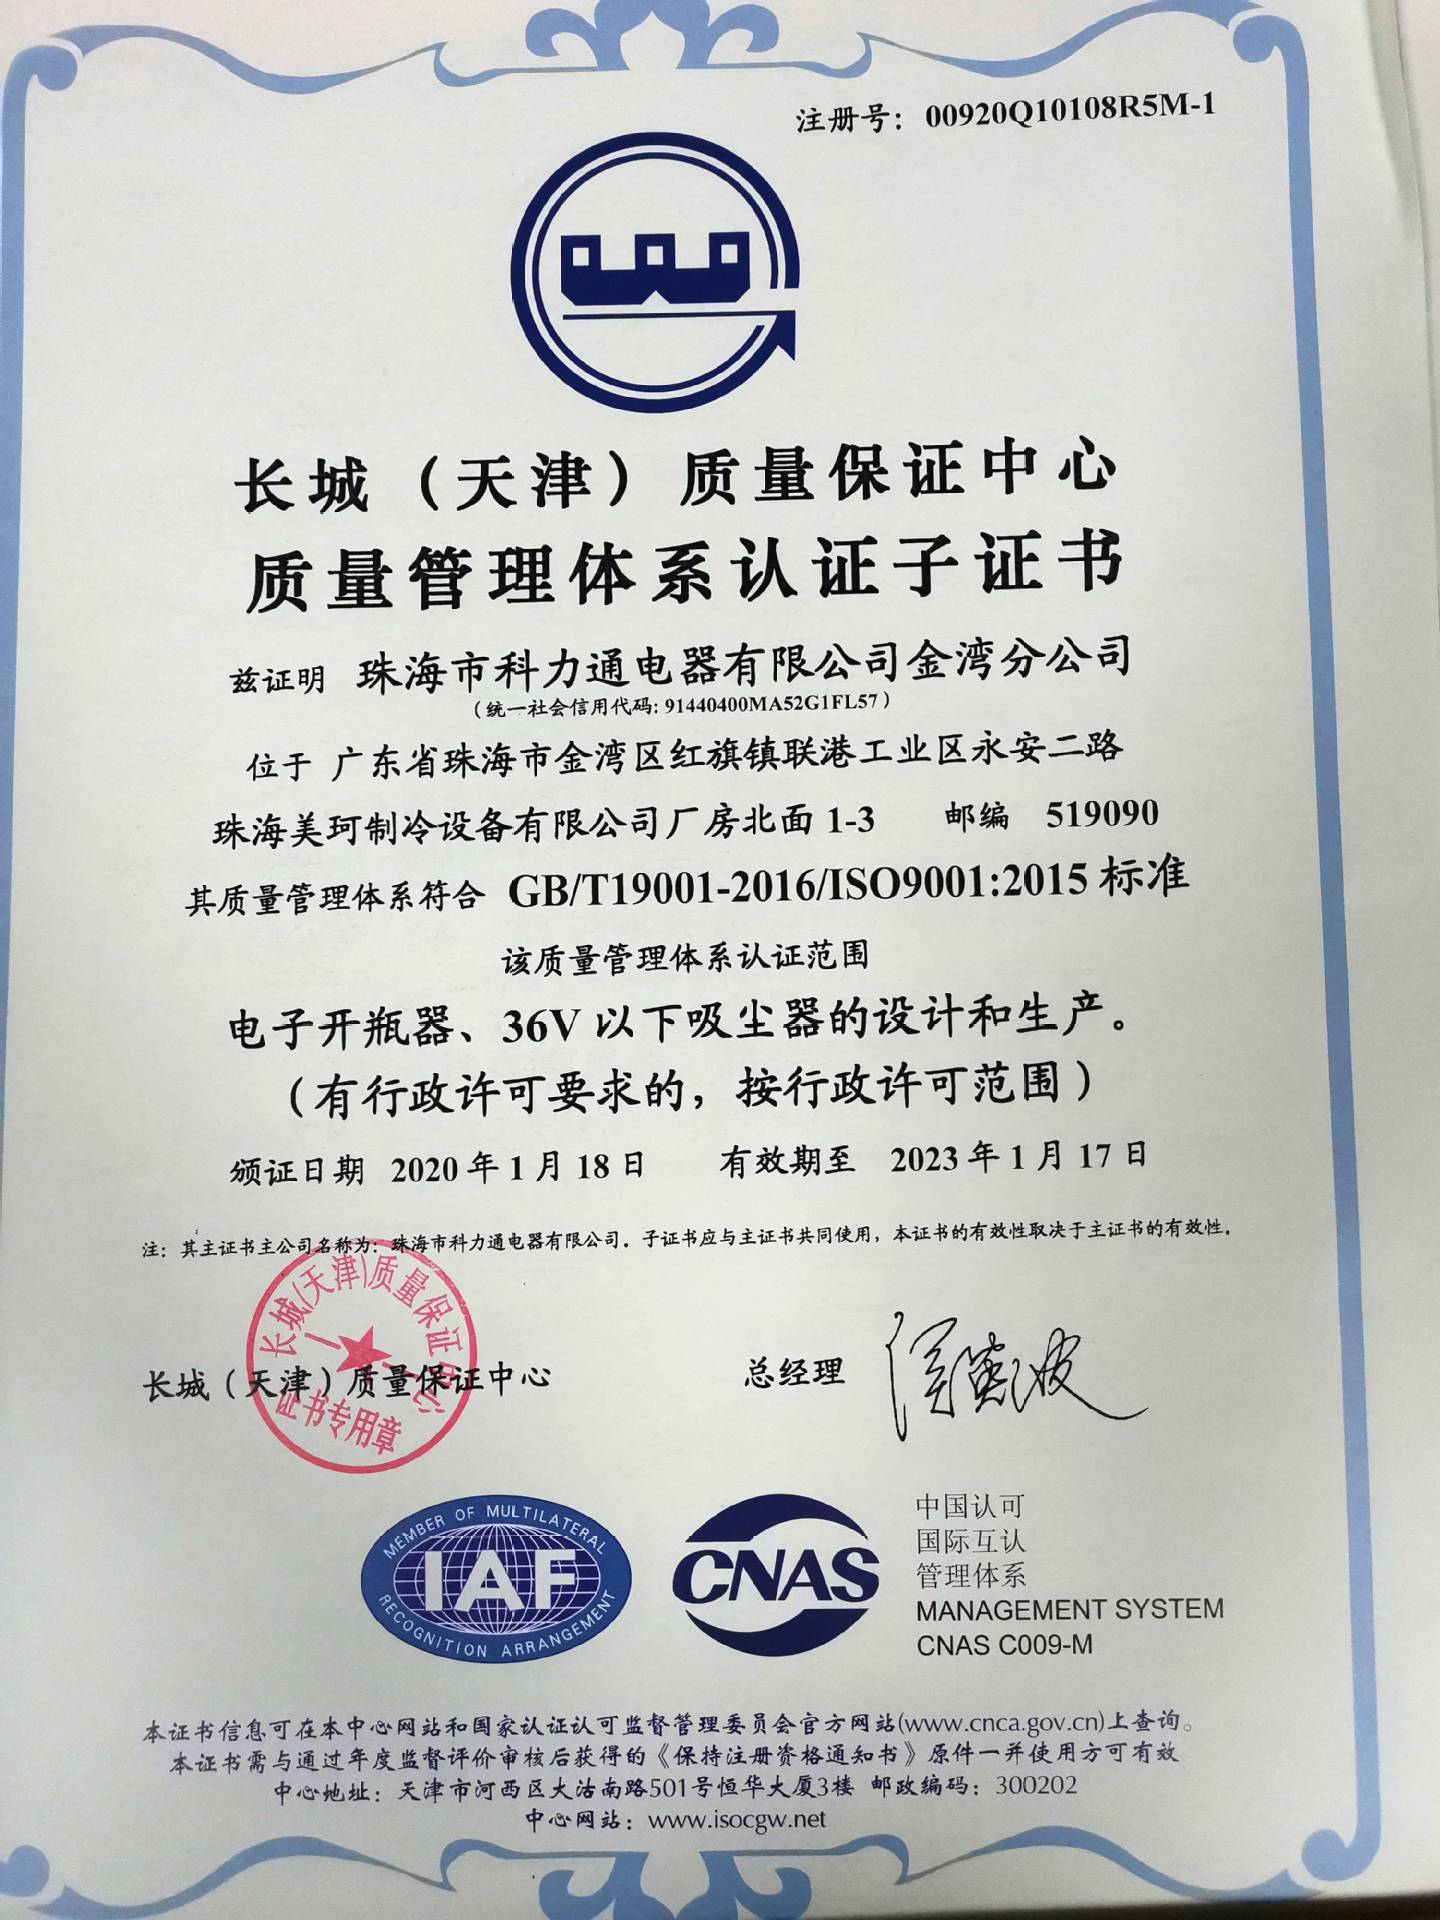 注册号：00920Q10108R5M-1
长城（天津）质量保证中心
质量管理体系认证子证书
兹证明 珠海市科力通电器有限公司金湾分公司
（统一社会信用代码: 91440400MA52G1FL57）
位于 广东省珠海市金湾区红旗镇联港工业区永安二路
珠海美珂制冷设备有限公司厂房北面 1-3 邮编 519090
其质量管理体系符合 GB/T19001-2016/ISO9001:2015 标准
该质量管理体系认证范围
电子开瓶器、36V 以下吸尘器的设计和生产。
（有行政许可要求的，按行政许可范围）
颁证日期 2020 年 1 月 18 日 有效期至 2023 年 1 月 17 日
注：其主证书主公司名称为：珠海市科力通电器有限公司．子证书应与主证书共同使用，本证书的有效性取决于主证书的有效性.
长城(天津)质量保证中心
证书专用章
长城（天津）质量保证中心 总经理
MEMBER OF MULTILATERAL
IAF
RECOGNITION ARRANGEMENT
CNAS
中国认可
国际互认
管理体系
MANAGEMENT SYSTEM
CNAS C009-M
本证书信息可在本中心网站和国家认证认可监督管理委员会官方网站(www.cnca.gov.cn)上查询。
本证书需与通过年度监督评价审核后获得的《保持注册资格通知书》原件一并使用方可有效
中心地址：天津市河西区大沽南路501号恒华大厦3楼 邮政编码：300202
中心网站：www.isocgw.net